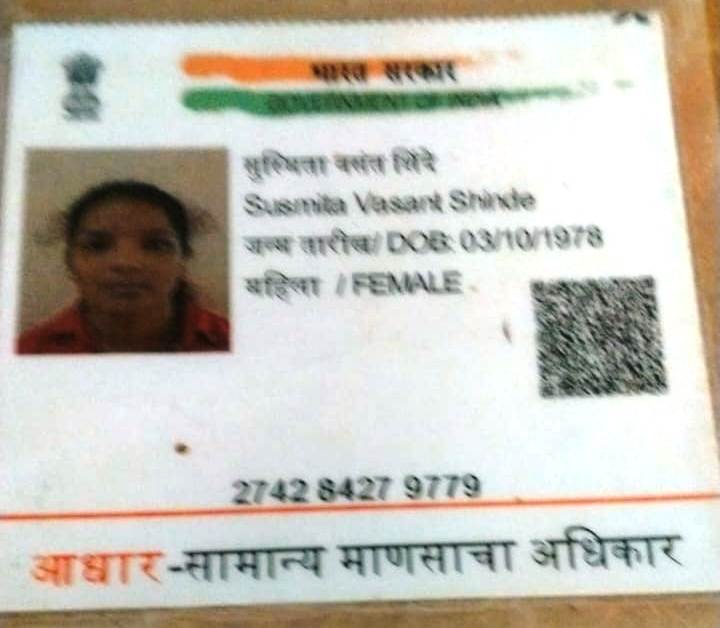 भारत सरकार
GOVERNMENT OF INDIA
सुस्मिता वसंत शिंदे
Susmita Vasant Shinde
जन्म तारीख/ DOB: 03/10/1978
महिला / FEMALE
2742 8427 9779
आधार-सामान्य माणसाचा अधिकार